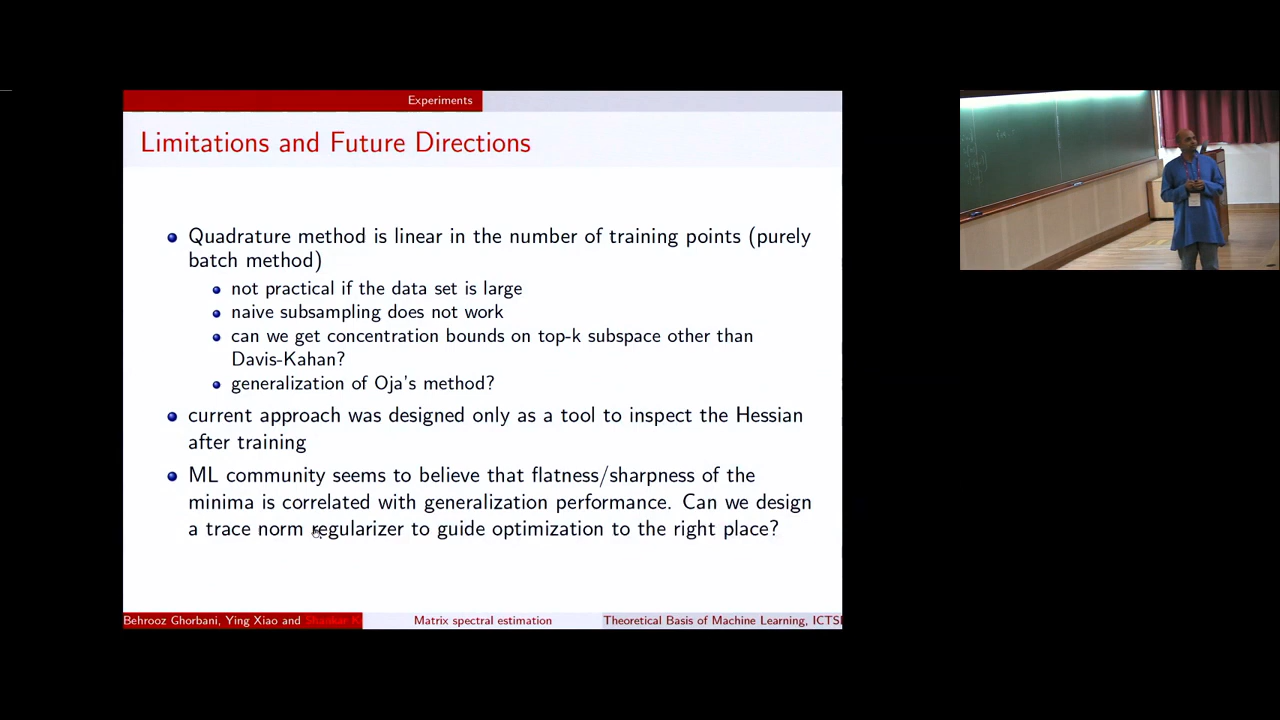 Experiments
Limitations and Future Directions
Quadrature method is linear in the number of training points (purely
batch method)
not practical if the data set is large
naive subsampling does not work
can we get concentration bounds on top-k subspace other than
Davis-Kahan?
generalization of Oja's method?
current approach was designed only as a tool to inspect the Hessian
after training
ML community seems to believe that flatness/sharpness of the
minima is correlated with generalization performance. Can we design
a trace norm regularizer to guide optimization to the right place?
Behrooz Ghorbani, Ying Xiao and Shankar K
Matrix spectral estimation
Theoretical Basis of Machine Learning, ICTS